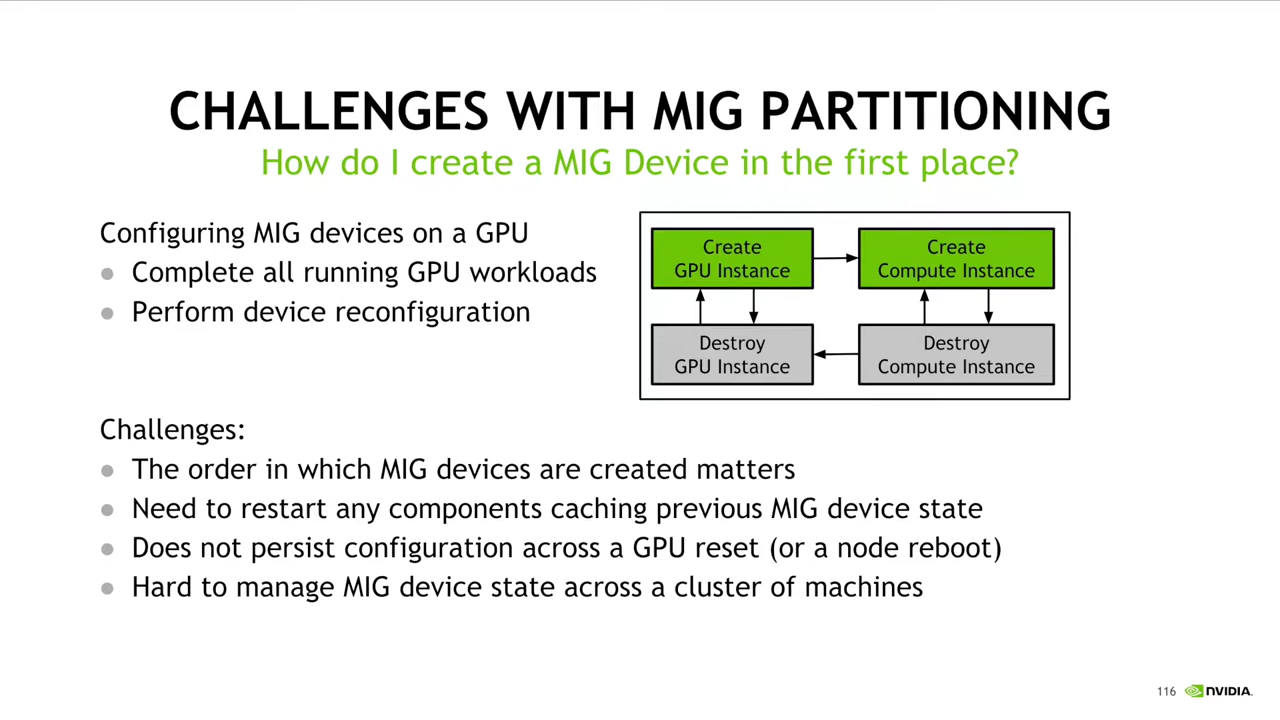 CHALLENGES WITH MIG PARTITIONING
How do I create a MIG Device in the first place?
Configuring MIG devices on a GPU
● Complete all running GPU workloads
● Perform device reconfiguration
Create
GPU Instance
Create
Compute Instance
Destroy
GPU Instance
Destroy
Compute Instance
Challenges:
● The order in which MIG devices are created matters
● Need to restart any components caching previous MIG device state
● Does not persist configuration across a GPU reset (or a node reboot)
● Hard to manage MIG device state across a cluster of machines
116 NVIDIA.